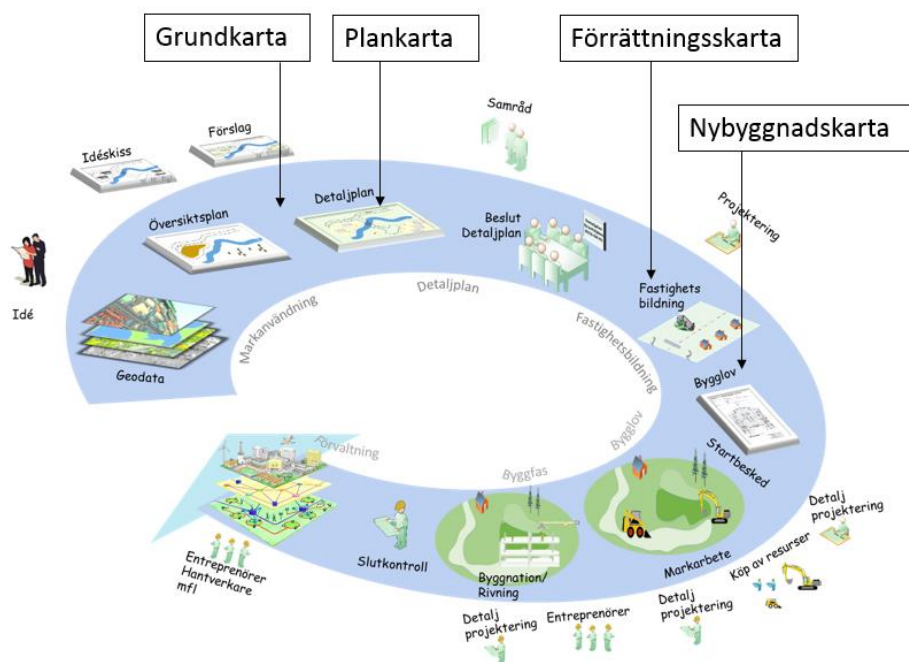 Grundkarta
Plankarta
Förrättningsskarta
Nybyggnadskarta
Samråd
Förslag
Idéskiss
Översiktsplan
Detaljplan
Beslut
Detaljplan
Projektering
Idé
Geodata
Markanvändning
Detaljplan
Fastighetsbildning
Fastighets
bildning
Bygglov
Bygglov
Startbesked
Förvaltning
Byggfas
Detalj
projektering
Köp av resurser
Markarbete
Detalj
projektering
Byggnation/
Rivning
Entreprenörer
Detalj
projektering
Slutkontroll
Entreprenörer
Hantverkare
mfl